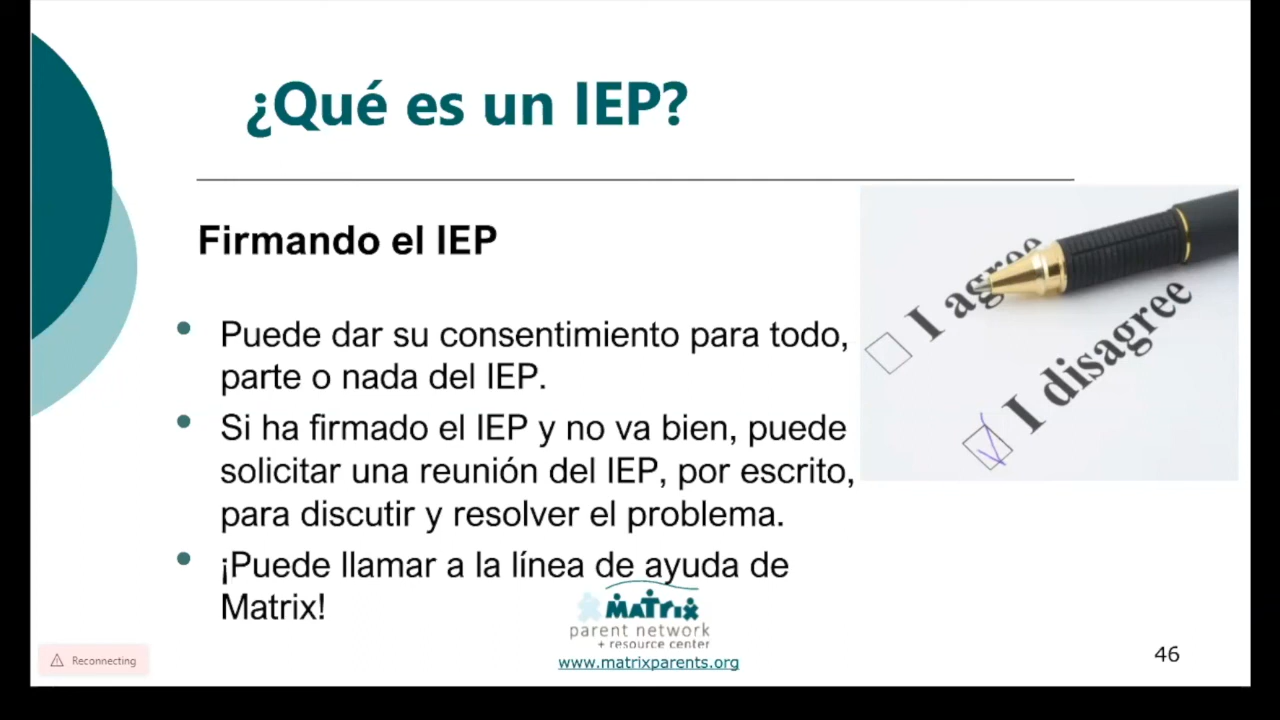 ¿Qué es un IEP?
Firmando el IEP
• Puede dar su consentimiento para todo,
parte o nada del IEP.
• Si ha firmado el IEP y no va bien, puede
solicitar una reunión del IEP, por escrito,
para discutir y resolver el problema.
• ¡Puede llamar a la línea de ayuda de
Matrix!
I agree
I disagree
MATrix
parent network
+ resource center
www.matrixparents.org
46
Reconnecting